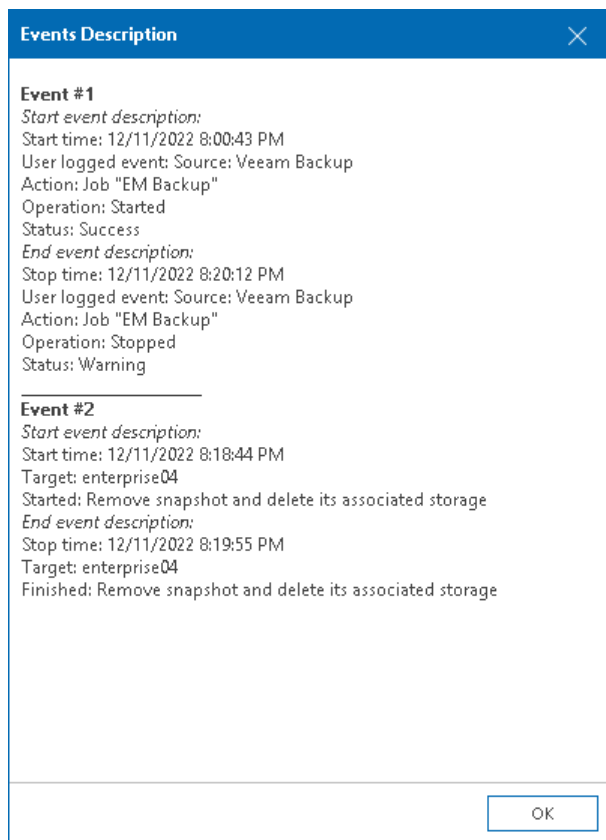 Events Description
Event #1
Start event description:
Start time: 12/11/2022 8:00:43 PM
User logged event: Source: Veeam Backup
Action: Job "EM Backup"
Operation: Started
Status: Success
End event description:
Stop time: 12/11/2022 8:20:12 PM
User logged event: Source: Veeam Backup
Action: Job "EM Backup"
Operation: Stopped
Status: Warning
Event #2
Start event description:
Start time: 12/11/2022 8:18:44 PM
Target: enterprise04
Started: Remove snapshot and delete its associated storage
End event description:
Stop time: 12/11/2022 8:19:55 PM
Target: enterprise04
Finished: Remove snapshot and delete its associated storage
OK